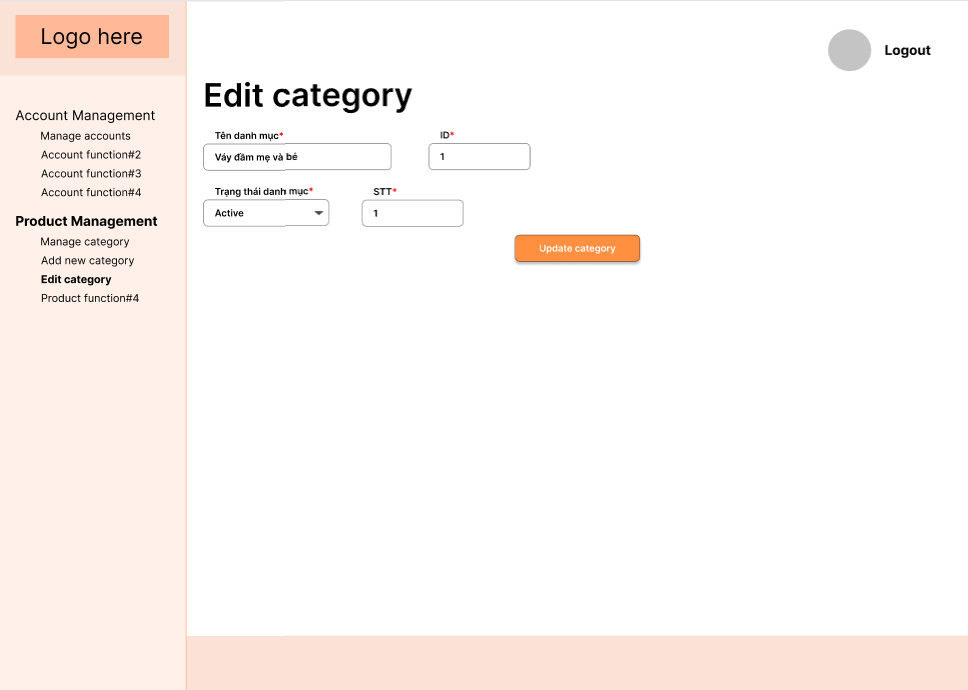 Logo here
Logout
Account Management
Manage accounts
Account function#2
Account function#3
Account function#4
Product Management
Manage category
Add new category
Edit category
Product function#4
Edit category
Tên danh mục*
ID*
Váy đầm mẹ và bé
1
Trạng thái danh mục*
STT*
Active
1
Update category